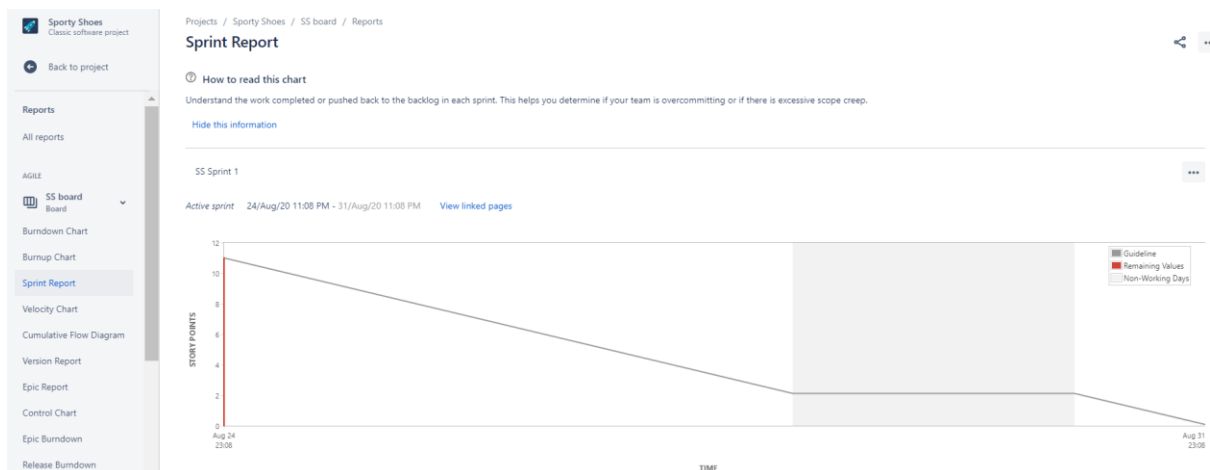 Sporty Shoes
Classic software project
Back to project
Reports
All reports
AGILE
SS board
Board
Burndown Chart
Burnup Chart
Sprint Report
Velocity Chart
Cumulative Flow Diagram
Version Report
Epic Report
Control Chart
Epic Burndown
Release Burndown
Projects / Sporty Shoes / SS board / Reports
Sprint Report
How to read this chart
Understand the work completed or pushed back to the backlog in each sprint. This helps you determine if your team is overcommitting or if there is excessive scope creep.
Hide this information
SS Sprint 1
Active sprint 24/Aug/20 11:08 PM - 31/Aug/20 11:08 PM View linked pages
STORY POINTS
12
10
8
6
4
2
0
Guideline
Remaining Values
Non-Working Days
Aug 24
23:08
Aug 31
23:08
TIME